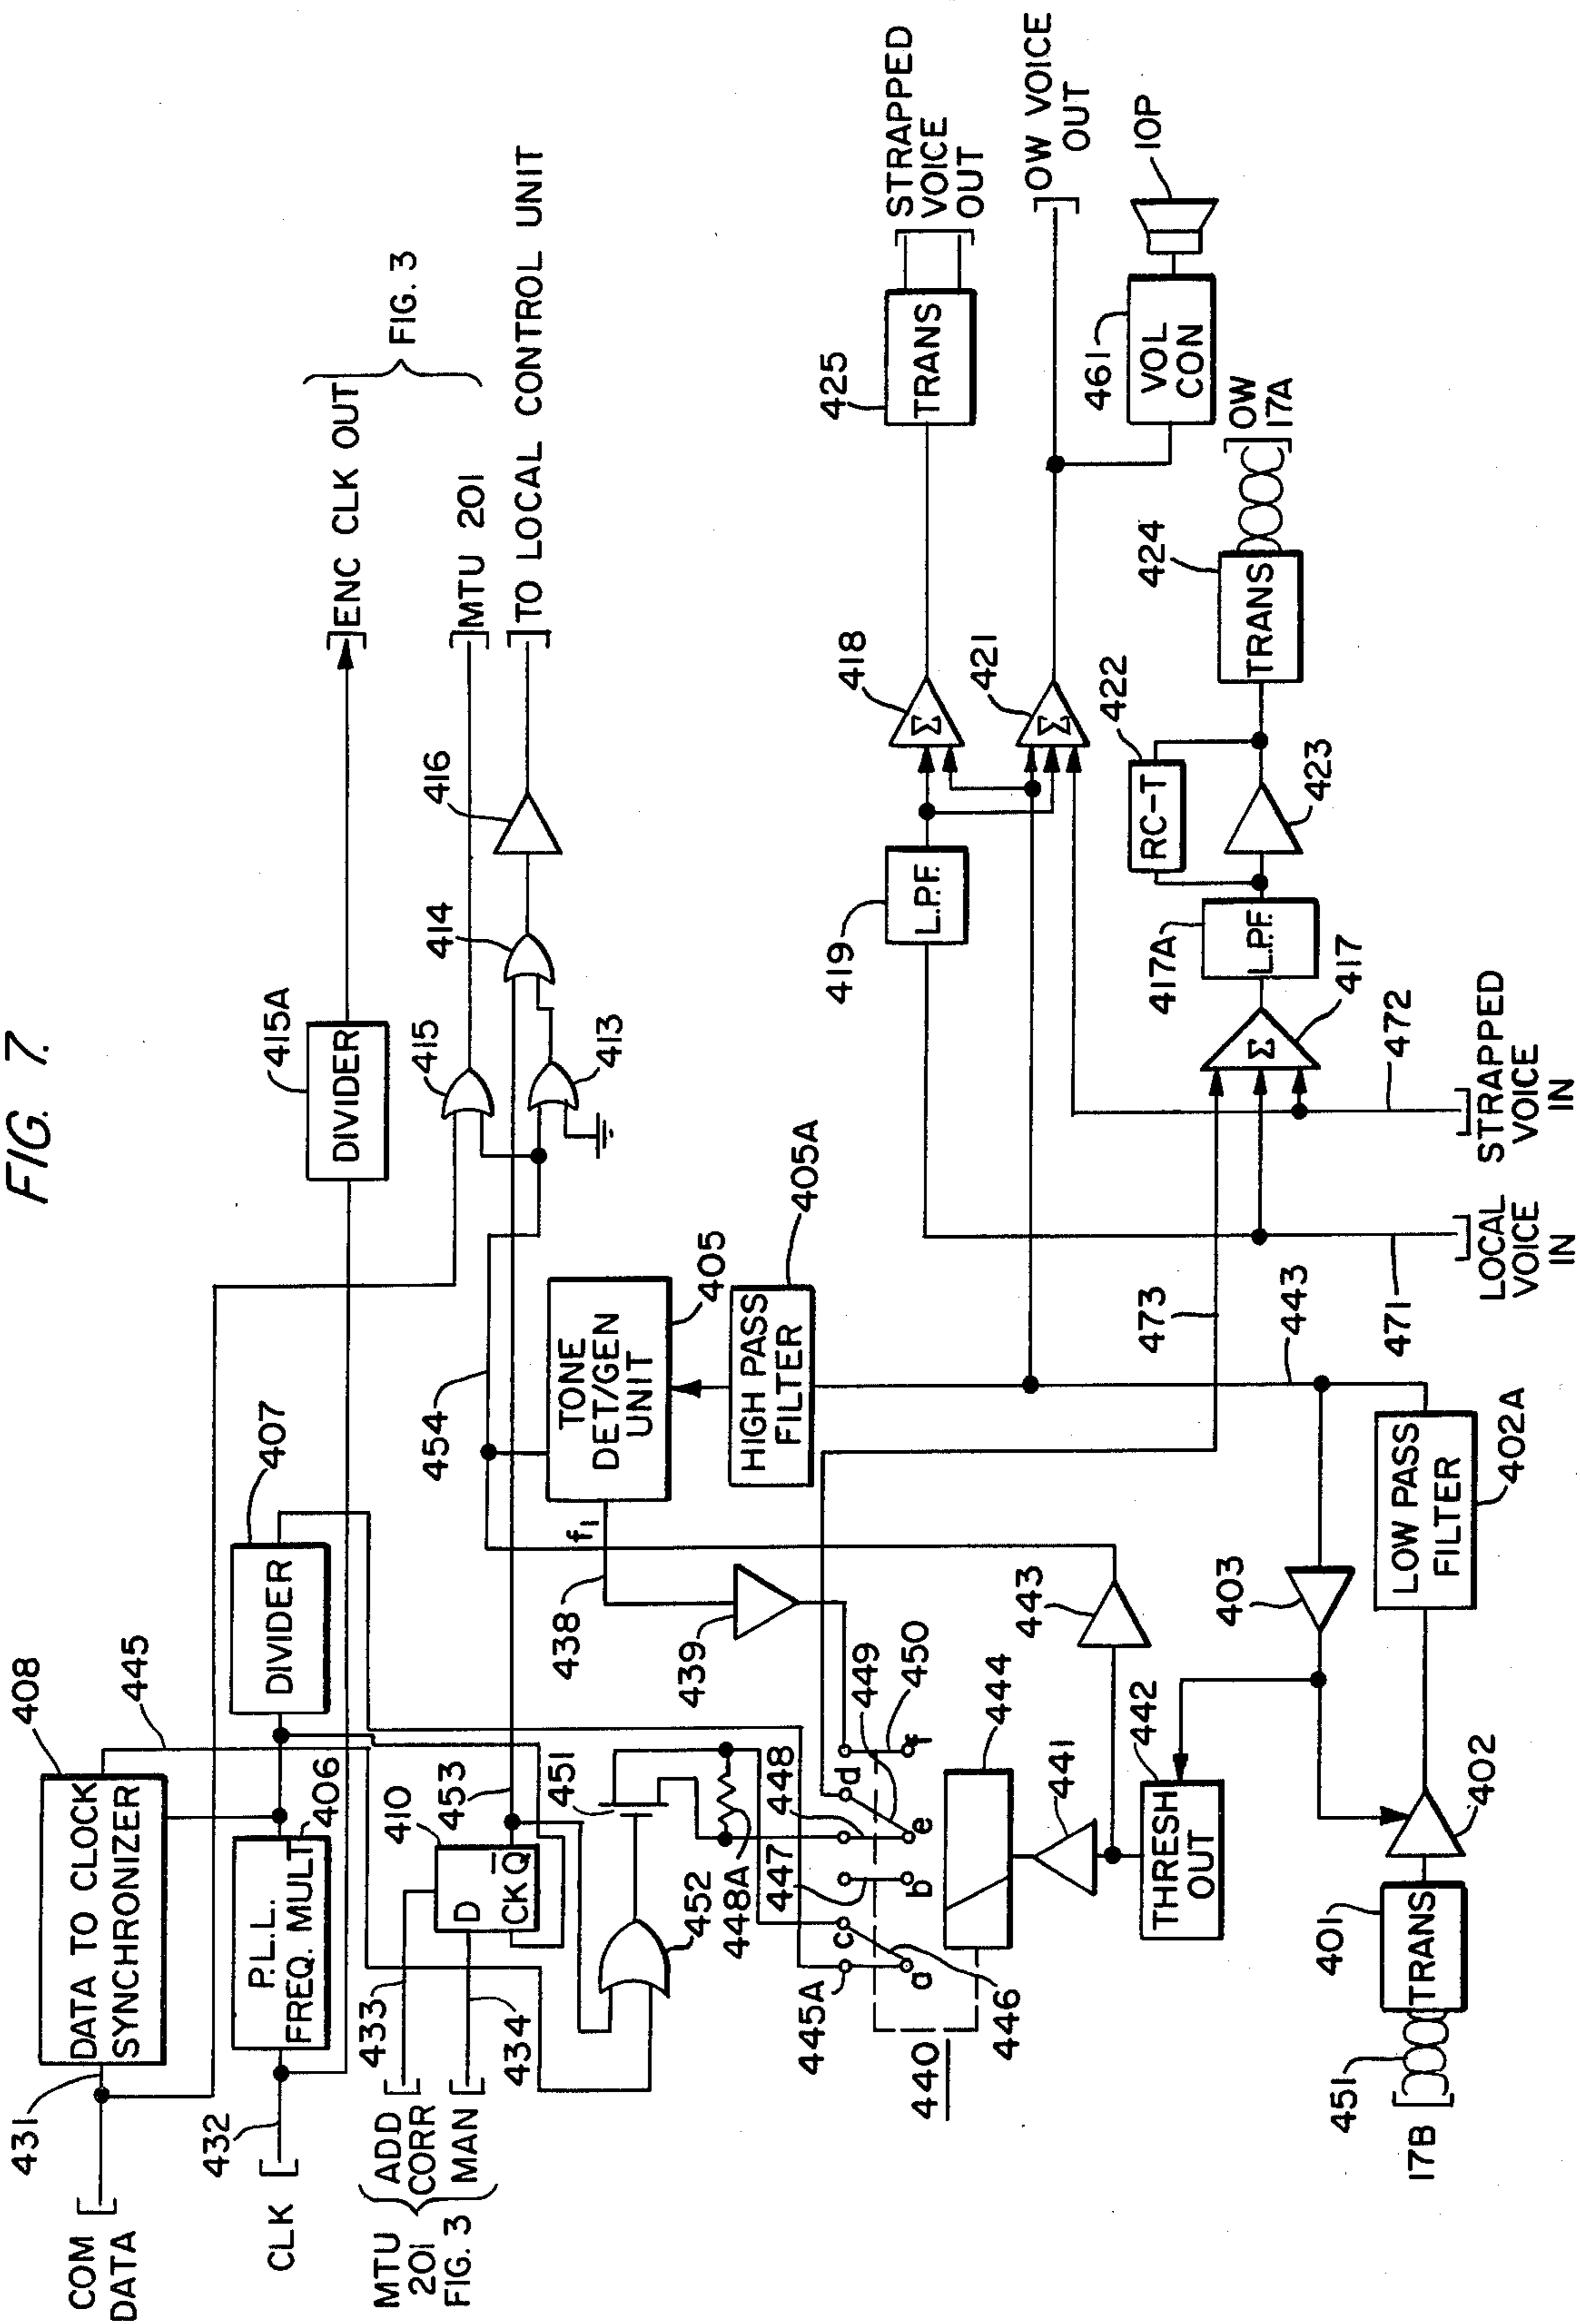 FIG. 7.
COM
DATA
431
DATA TO CLOCK
SYNCHRONIZER
408
445
CLK
432
P.L.L.
FREQ. MULT
406
DIVIDER
407
DIVIDER
415A
ENC CLK OUT
FIG. 3
MTU 201
TO LOCAL CONTROL UNIT
MTU
201
FIG. 3
ADD
CORR
MAN
433
434
D
CK
Q
410
453
452
451
448A
454
415
413
414
416
TONE
DET/GEN
UNIT
405
f1
438
439
HIGH PASS
FILTER
405A
445A
446
447
448
449
450
a
b
c
d
e
f
440
444
441
443
THRESH
OUT
442
403
17B
451
TRANS
401
402
LOW PASS
FILTER
402A
443
473
LOCAL
VOICE
IN
471
STRAPPED
VOICE
IN
472
L.P.F.
419
Σ
418
Σ
421
Σ
417
L.P.F.
417A
RC-T
422
423
TRANS
424
OW
17A
TRANS
425
STRAPPED
VOICE
OUT
OW VOICE
OUT
VOL
CON
461
10P